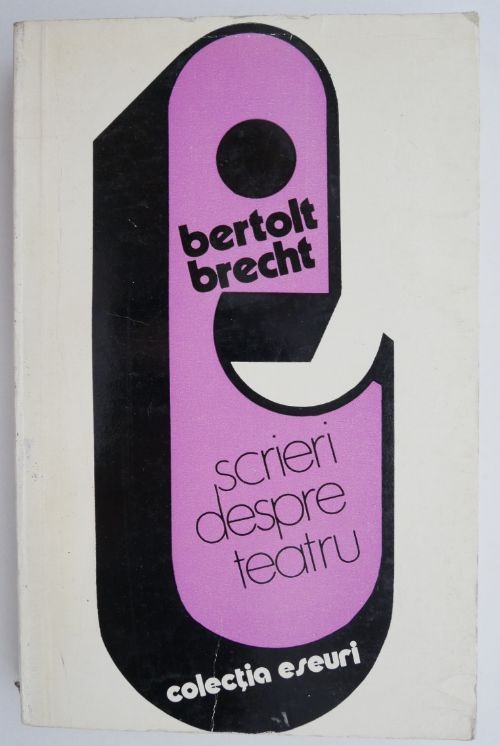 bertolt
brecht
scrieri
despre
teatru
colecția eseuri